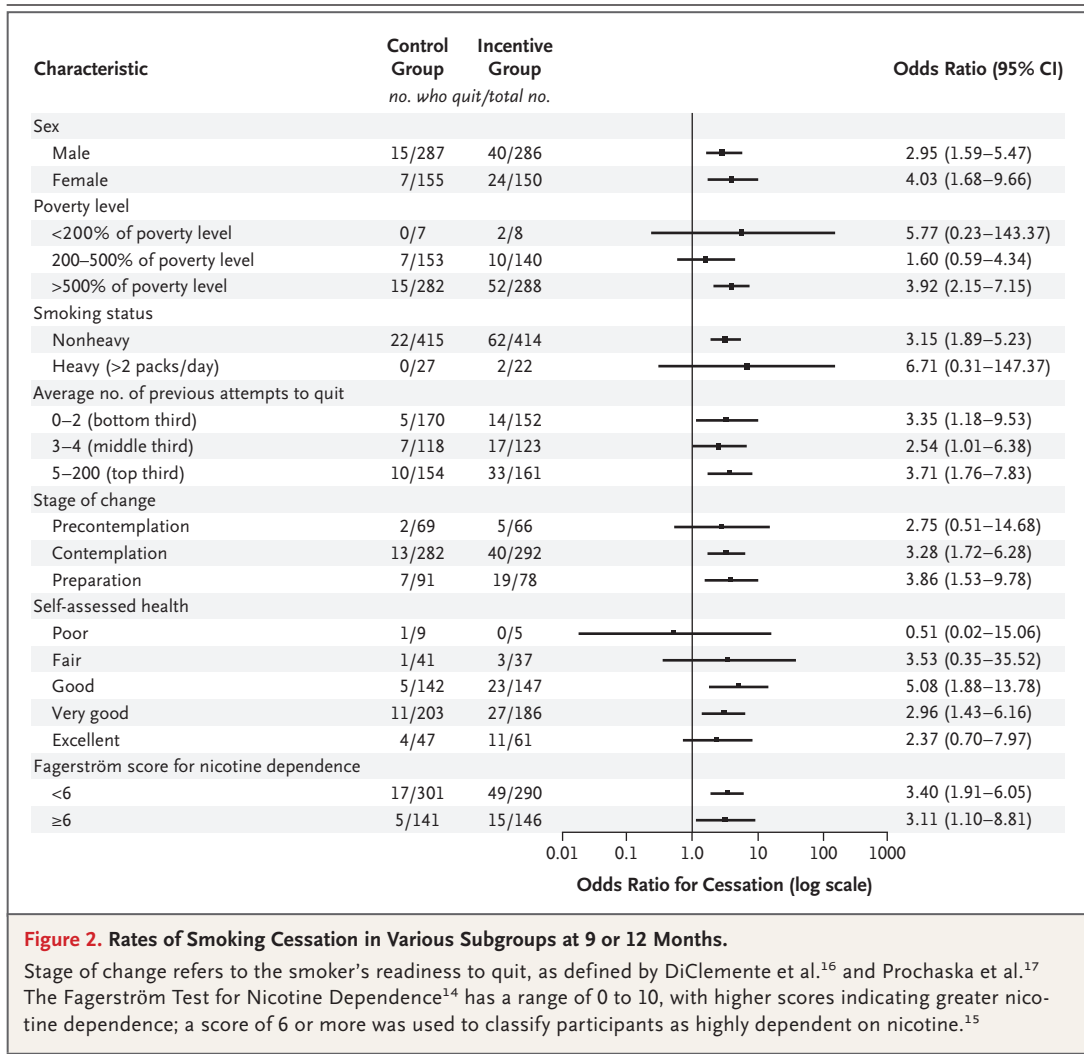 Characteristic Control Group Incentive Group Odds Ratio (95% CI)
no. who quit/total no.
Sex
Male 15/287 40/286 2.95 (1.59–5.47)
Female 7/155 24/150 4.03 (1.68–9.66)
Poverty level
<200% of poverty level 0/7 2/8 5.77 (0.23–143.37)
200–500% of poverty level 7/153 10/140 1.60 (0.59–4.34)
>500% of poverty level 15/282 52/288 3.92 (2.15–7.15)
Smoking status
Nonheavy 22/415 62/414 3.15 (1.89–5.23)
Heavy (>2 packs/day) 0/27 2/22 6.71 (0.31–147.37)
Average no. of previous attempts to quit
0–2 (bottom third) 5/170 14/152 3.35 (1.18–9.53)
3–4 (middle third) 7/118 17/123 2.54 (1.01–6.38)
5–200 (top third) 10/154 33/161 3.71 (1.76–7.83)
Stage of change
Precontemplation 2/69 5/66 2.75 (0.51–14.68)
Contemplation 13/282 40/292 3.28 (1.72–6.28)
Preparation 7/91 19/78 3.86 (1.53–9.78)
Self-assessed health
Poor 1/9 0/5 0.51 (0.02–15.06)
Fair 1/41 3/37 3.53 (0.35–35.52)
Good 5/142 23/147 5.08 (1.88–13.78)
Very good 11/203 27/186 2.96 (1.43–6.16)
Excellent 4/47 11/61 2.37 (0.70–7.97)
Fagerström score for nicotine dependence
<6 17/301 49/290 3.40 (1.91–6.05)
≥6 5/141 15/146 3.11 (1.10–8.81)
0.01 0.1 1.0 10 100 1000
Odds Ratio for Cessation (log scale)
Figure 2. Rates of Smoking Cessation in Various Subgroups at 9 or 12 Months.
Stage of change refers to the smoker's readiness to quit, as defined by DiClemente et al.¹⁶ and Prochaska et al.¹⁷
The Fagerström Test for Nicotine Dependence¹⁴ has a range of 0 to 10, with higher scores indicating greater nico-
tine dependence; a score of 6 or more was used to classify participants as highly dependent on nicotine.¹⁵